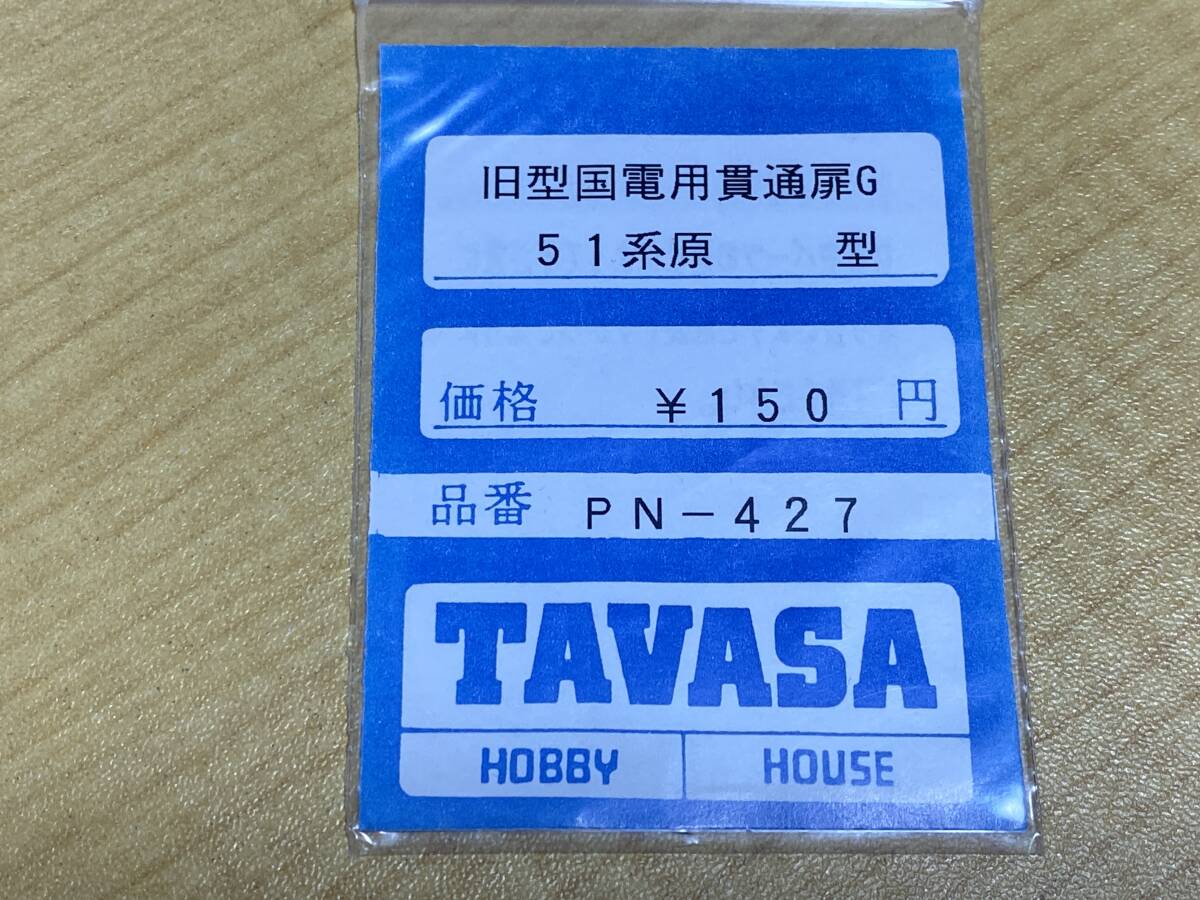 旧型国電用貫通扉G
５１系原　　　型
価格　　￥１５０　円
品番　ＰＮ－４２７
TAVASA
HOBBY HOUSE